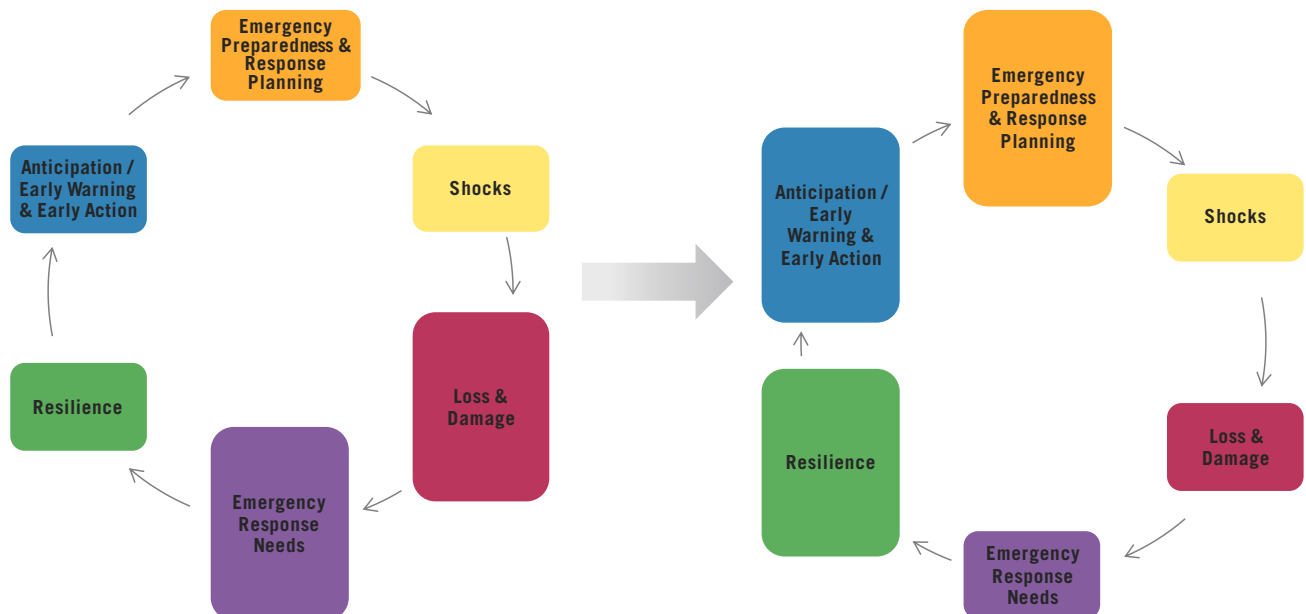 Emergency
Preparedness &
Response
Planning
Shocks
Loss &
Damage
Emergency
Response
Needs
Resilience
Anticipation /
Early Warning
& Early Action
Emergency
Preparedness
& Response
Planning
Shocks
Loss &
Damage
Emergency
Response
Needs
Resilience
Anticipation /
Early
Warning &
Early Action